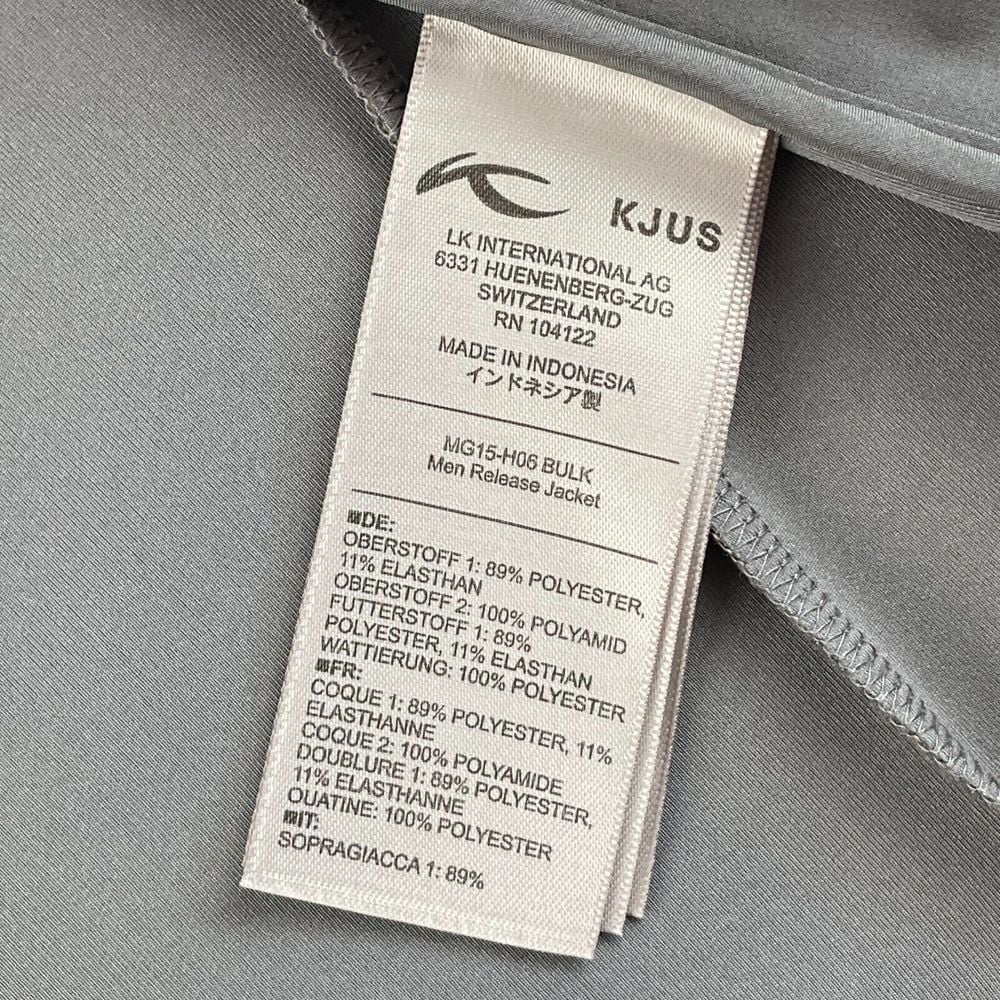 KJUS
LK INTERNATIONAL AG
6331 HUENENBERG-ZUG
SWITZERLAND
RN 104122
MADE IN INDONESIA
インドネシア製
MG15-H06 BULK
Men Release Jacket
DE:
OBERSTOFF 1: 89% POLYESTER,
11% ELASTHAN
OBERSTOFF 2: 100% POLYAMID
FUTTERSTOFF 1: 89%
POLYESTER, 11% ELASTHAN
WATTIERUNG: 100% POLYESTER
FR:
COQUE 1: 89% POLYESTER, 11%
ELASTHANNE
COQUE 2: 100% POLYAMIDE
DOUBLURE 1: 89% POLYESTER,
11% ELASTHANNE
OUATINE: 100% POLYESTER
IT:
SOPRAGIACCA 1: 89%